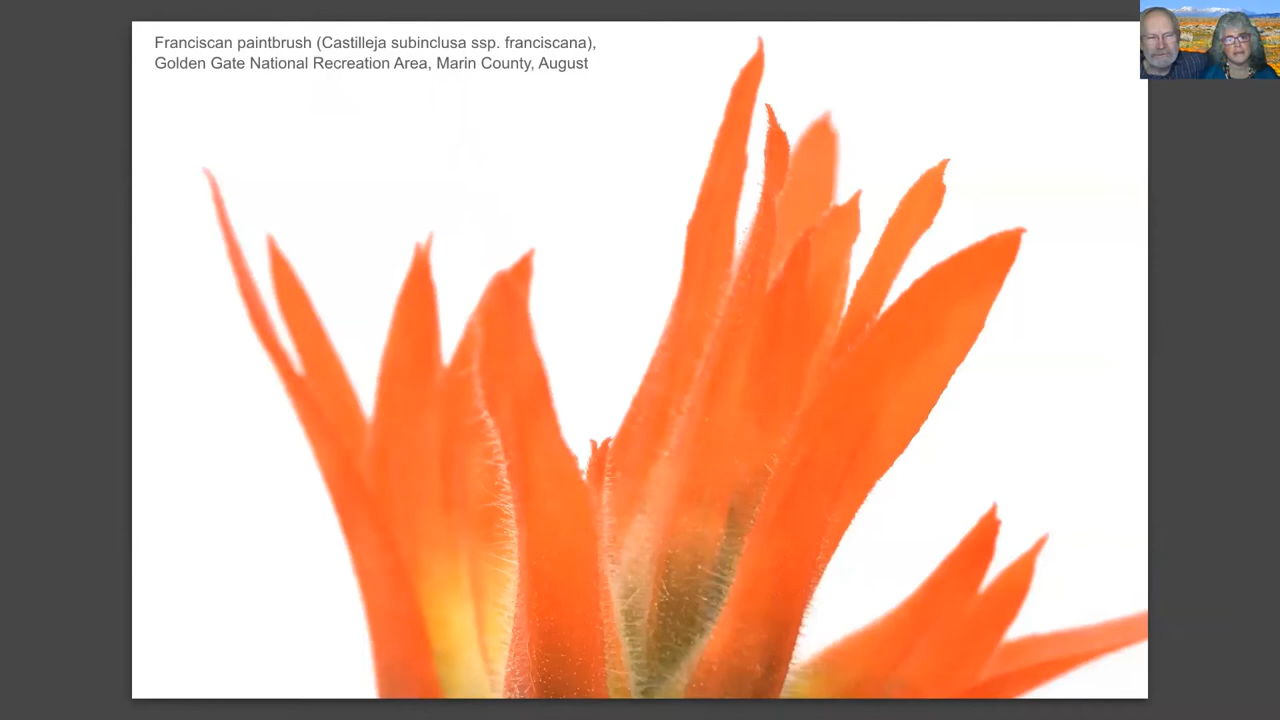 Franciscan paintbrush (Castilleja subinclusa ssp. franciscana),
Golden Gate National Recreation Area, Marin County, August